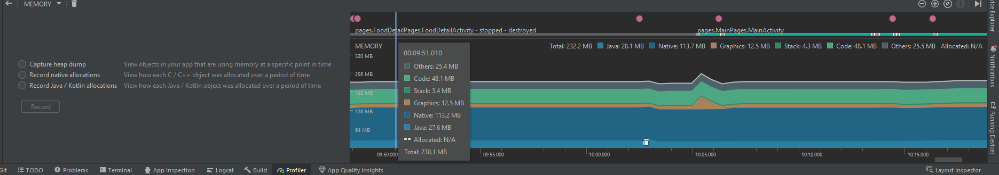 MEMORY
vice Explorer
pages.FoodDetailPages.FoodDetailActivity - stopped - destroyed
pages.MainPages.MainActivity
MEMORY
Total: 232.2 MB Java: 28.1 MB Native: 113.7 MB Graphics: 12.5 MB Stack: 4.3 MB Code: 48.1 MB Others: 25.5 MB Allocated: N/A
320 MB
256 MB
192 MB
128 MB
64 MB
00:09:51.010
Others: 25.4 MB
Code: 48.1 MB
Stack: 3.4 MB
Graphics: 12.5 MB
Native: 113.2 MB
Java: 27.6 MB
Allocated: N/A
Total: 230.1 MB
Capture heap dump View objects in your app that are using memory at a specific point in time
Record native allocations View how each C / C++ object was allocated over a period of time
Record Java / Kotlin allocations View how each Java / Kotlin object was allocated over a period of time
Record
09:50.000 09:55.000 10:00.000 10:05.000 10:10.000 10:15.000
Notifications
Running Devices
Git TODO Problems Terminal App Inspection Logcat Build Profiler App Quality Insights Layout Inspector